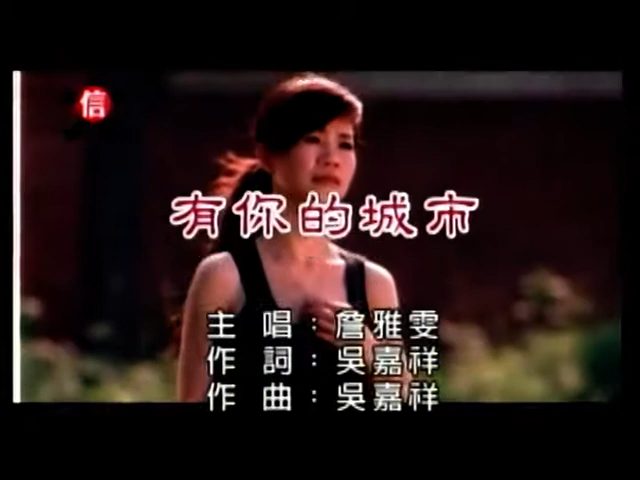 信
有你的城市
主唱：詹雅雯
作詞：吳嘉祥
作曲：吳嘉祥